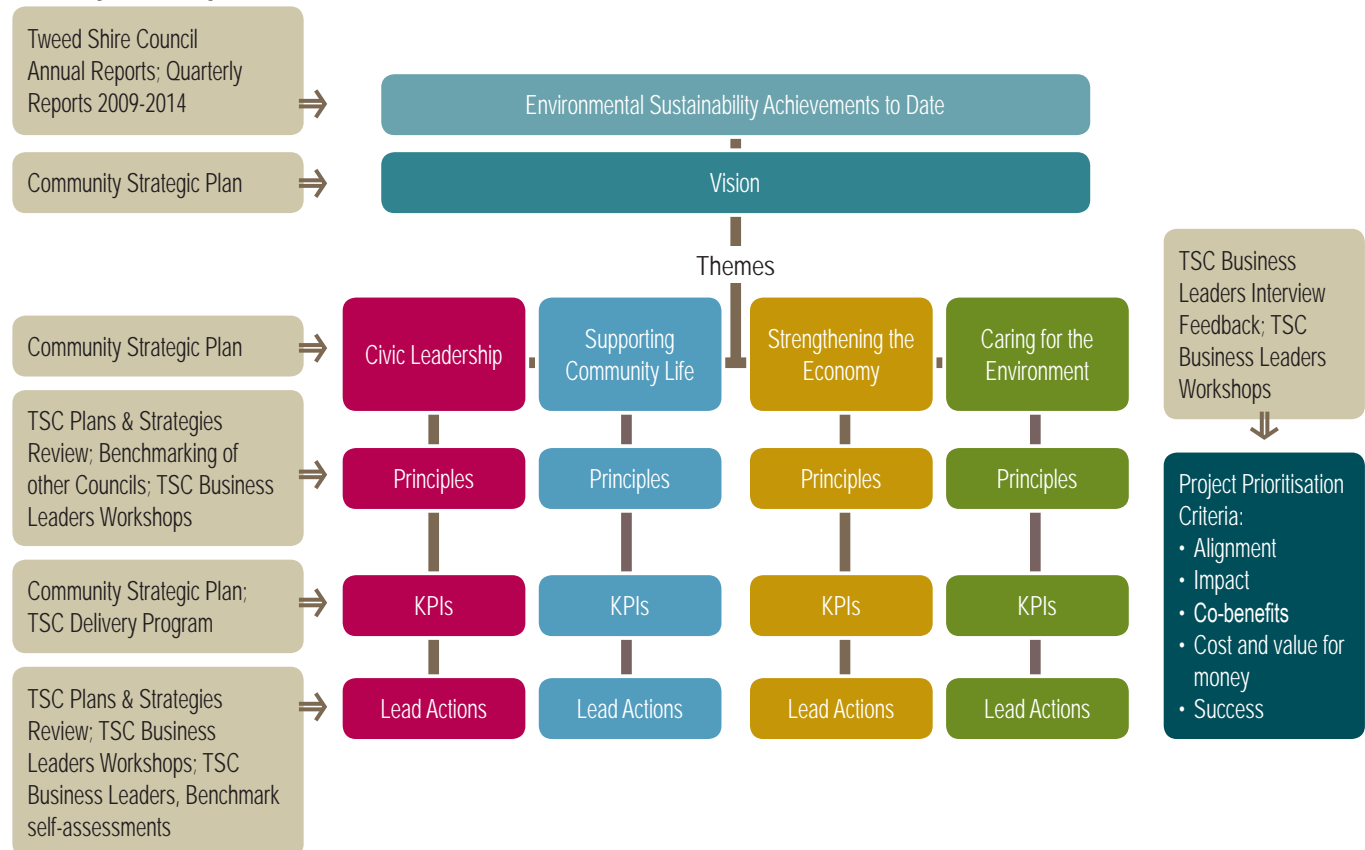 Tweed Shire Council
Annual Reports; Quarterly
Reports 2009-2014
Environmental Sustainability Achievements to Date
Community Strategic Plan
Vision
Themes
Community Strategic Plan
Civic Leadership
Supporting
Community Life
Strengthening the
Economy
Caring for the
Environment
TSC Plans & Strategies
Review; Benchmarking of
other Councils; TSC Business
Leaders Workshops
Principles
Principles
Principles
Principles
Community Strategic Plan;
TSC Delivery Program
KPIs
KPIs
KPIs
KPIs
TSC Plans & Strategies
Review; TSC Business
Leaders Workshops; TSC
Business Leaders, Benchmark
self-assessments
Lead Actions
Lead Actions
Lead Actions
Lead Actions
TSC Business
Leaders Interview
Feedback; TSC
Business Leaders
Workshops
Project Prioritisation
Criteria:
• Alignment
• Impact
• Co-benefits
• Cost and value for
money
• Success